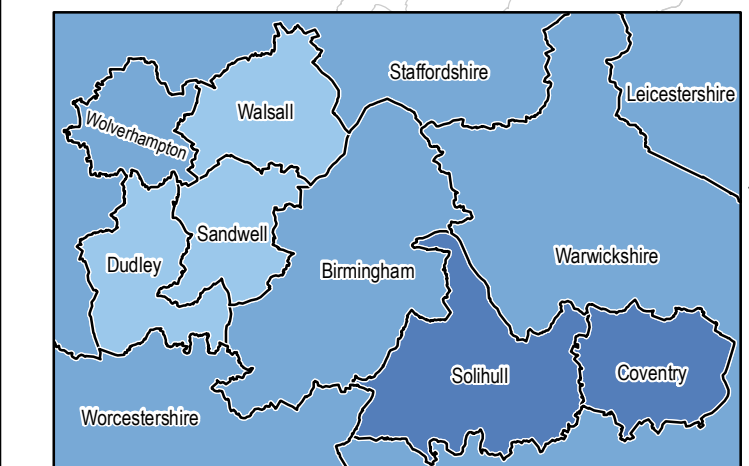 Staffordshire
Leicestershire
Walsall
Wolverhampton
Sandwell
Dudley
Birmingham
Warwickshire
Solihull
Coventry
Worcestershire